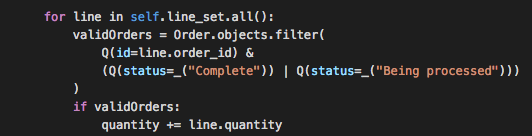 for line in self.line_set.all():
    validOrders = Order.objects.filter(
        Q(id=line.order_id) &
        (Q(status=_("Complete")) | Q(status=_("Being processed")))
    )
    if validOrders:
        quantity += line.quantity